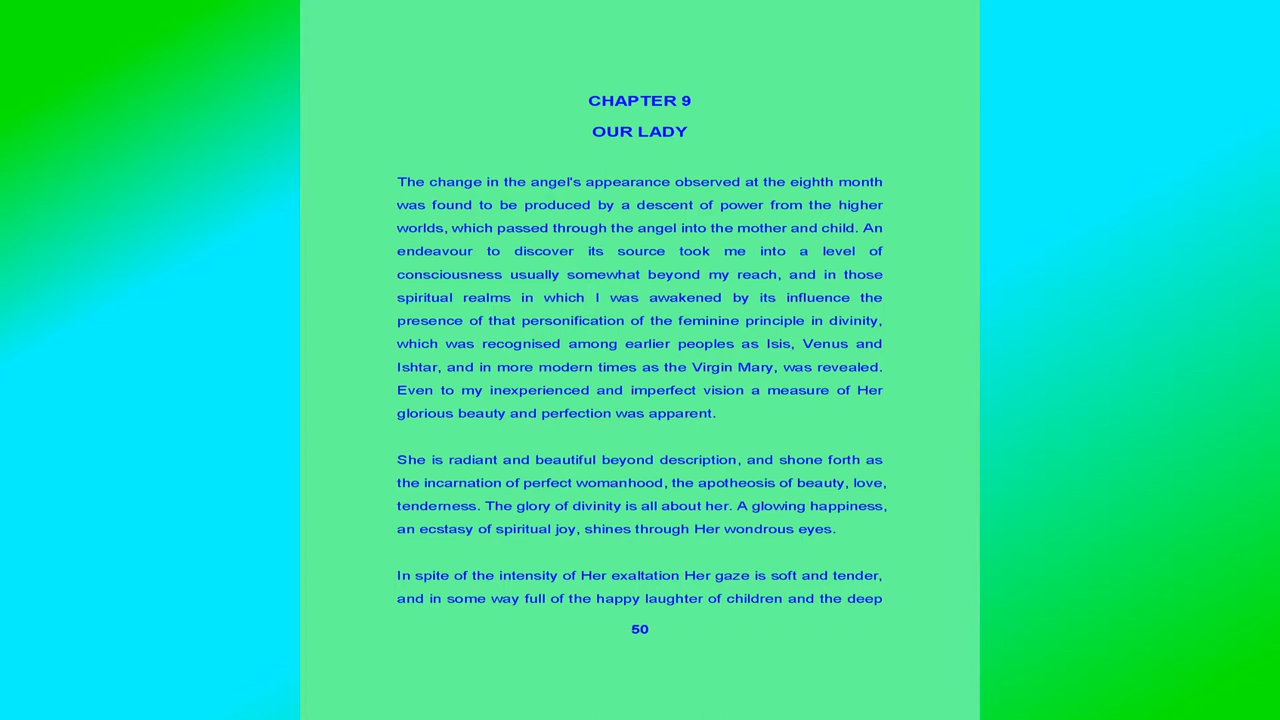 CHAPTER 9
OUR LADY
The change in the angel's appearance observed at the eighth month
was found to be produced by a descent of power from the higher
worlds, which passed through the angel into the mother and child. An
endeavour to discover its source took me into a level of
consciousness usually somewhat beyond my reach, and in those
spiritual realms in which I was awakened by its influence the
presence of that personification of the feminine principle in divinity,
which was recognised among earlier peoples as Isis, Venus and
Ishtar, and in more modern times as the Virgin Mary, was revealed.
Even to my inexperienced and imperfect vision a measure of Her
glorious beauty and perfection was apparent.
She is radiant and beautiful beyond description, and shone forth as
the incarnation of perfect womanhood, the apotheosis of beauty, love,
tenderness. The glory of divinity is all about her. A glowing happiness,
an ecstasy of spiritual joy, shines through Her wondrous eyes.
In spite of the intensity of Her exaltation Her gaze is soft and tender,
and in some way full of the happy laughter of children and the deep
50